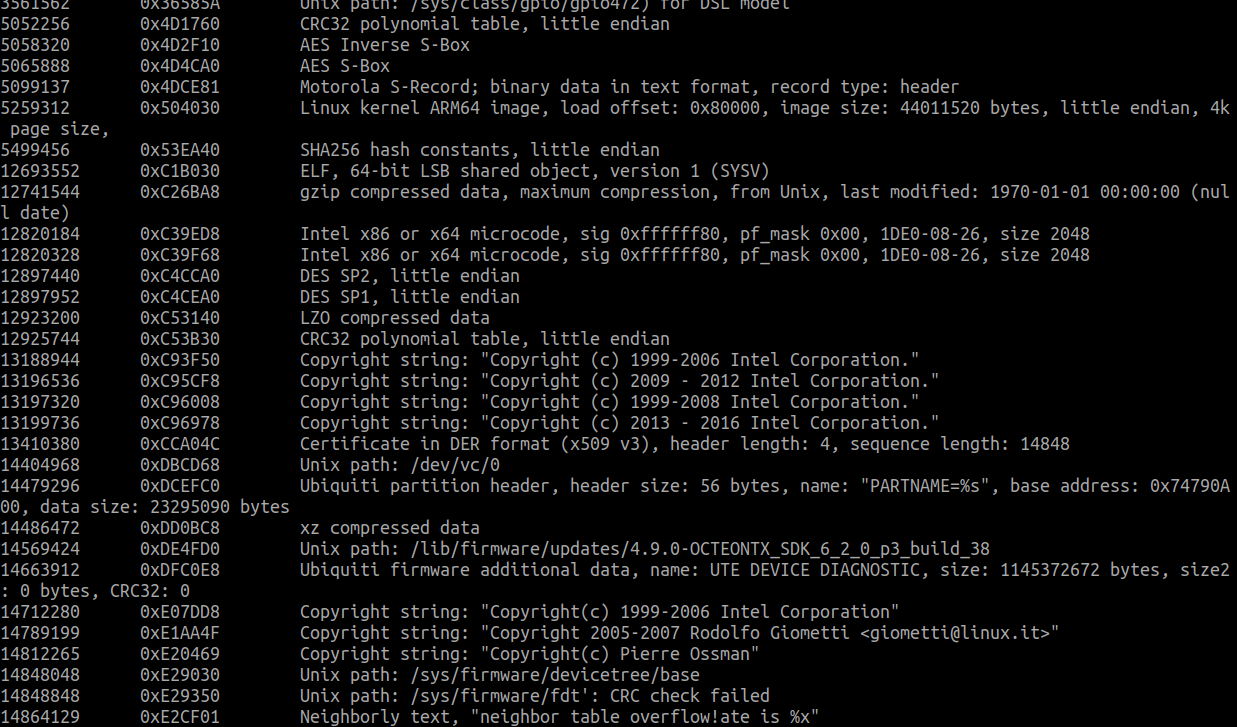 3561562       0x36585A        Unix path: /sys/class/gpio/gpio472) for DSL model
5052256       0x4D1760        CRC32 polynomial table, little endian
5058320       0x4D2F10        AES Inverse S-Box
5065888       0x4D4CA0        AES S-Box
5099137       0x4DCE81        Motorola S-Record; binary data in text format, record type: header
5259312       0x504030        Linux kernel ARM64 image, load offset: 0x80000, image size: 44011520 bytes, little endian, 4k
 page size,
5499456       0x53EA40        SHA256 hash constants, little endian
12693552      0xC1B030        ELF, 64-bit LSB shared object, version 1 (SYSV)
12741544      0xC26BA8        gzip compressed data, maximum compression, from Unix, last modified: 1970-01-01 00:00:00 (nul
l date)
12820184      0xC39ED8        Intel x86 or x64 microcode, sig 0xffffff80, pf_mask 0x00, 1DE0-08-26, size 2048
12820328      0xC39F68        Intel x86 or x64 microcode, sig 0xffffff80, pf_mask 0x00, 1DE0-08-26, size 2048
12897440      0xC4CCA0        DES SP2, little endian
12897952      0xC4CEA0        DES SP1, little endian
12923200      0xC53140        LZO compressed data
12925744      0xC53B30        CRC32 polynomial table, little endian
13188944      0xC93F50        Copyright string: "Copyright (c) 1999-2006 Intel Corporation."
13196536      0xC95CF8        Copyright string: "Copyright (c) 2009 - 2012 Intel Corporation."
13197320      0xC96008        Copyright string: "Copyright (c) 1999-2008 Intel Corporation."
13199736      0xC96978        Copyright string: "Copyright (c) 2013 - 2016 Intel Corporation."
13410380      0xCCA04C        Certificate in DER format (x509 v3), header length: 4, sequence length: 14848
14404968      0xDBCD68        Unix path: /dev/vc/0
14479296      0xDCEFC0        Ubiquiti partition header, header size: 56 bytes, name: "PARTNAME=%s", base address: 0x74790A
00, data size: 23295090 bytes
14486472      0xDD0BC8        xz compressed data
14569424      0xDE4FD0        Unix path: /lib/firmware/updates/4.9.0-OCTEONTX_SDK_6_2_0_p3_build_38
14663912      0xDFC0E8        Ubiquiti firmware additional data, name: UTE DEVICE DIAGNOSTIC, size: 1145372672 bytes, size2
: 0 bytes, CRC32: 0
14712280      0xE07DD8        Copyright string: "Copyright(c) 1999-2006 Intel Corporation"
14789199      0xE1AA4F        Copyright string: "Copyright 2005-2007 Rodolfo Giometti <giometti@linux.it>"
14812265      0xE20469        Copyright string: "Copyright(c) Pierre Ossman"
14848048      0xE29030        Unix path: /sys/firmware/devicetree/base
14848848      0xE29350        Unix path: /sys/firmware/fdt': CRC check failed
14864129      0xE2CF01        Neighborly text, "neighbor table overflow!ate is %x"